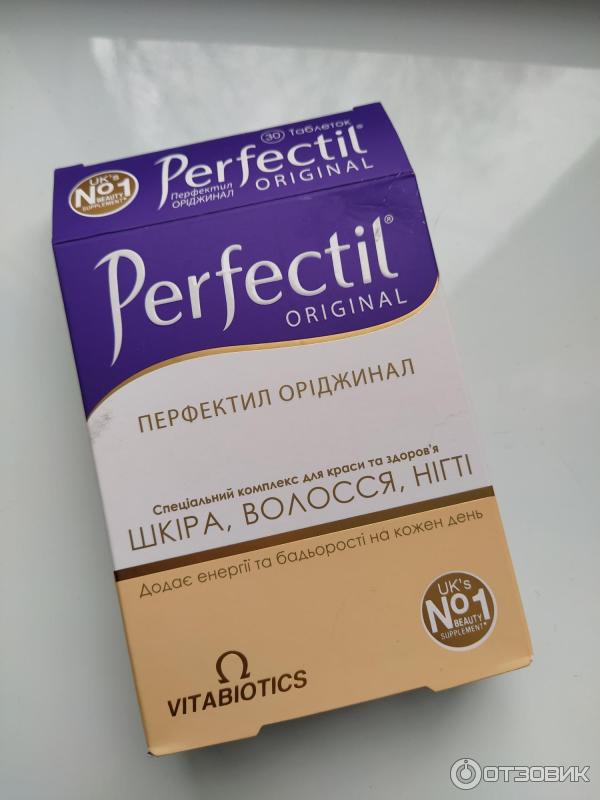 30 Таблеток
UK's
No1
BEAUTY
SUPPLEMENT*
Perfectil®
Перфектил
ОРІДЖИНАЛ
ORIGINAL
Perfectil®
ORIGINAL
ПЕРФЕКТИЛ ОРІДЖИНАЛ
Спеціальний комплекс для краси та здоров'я
ШКІРА, ВОЛОССЯ, НІГТІ
Додає енергії та бадьорості на кожен день
UK's
No1
BEAUTY
SUPPLEMENT*
VITABIOTICS
ОТЗОВИК